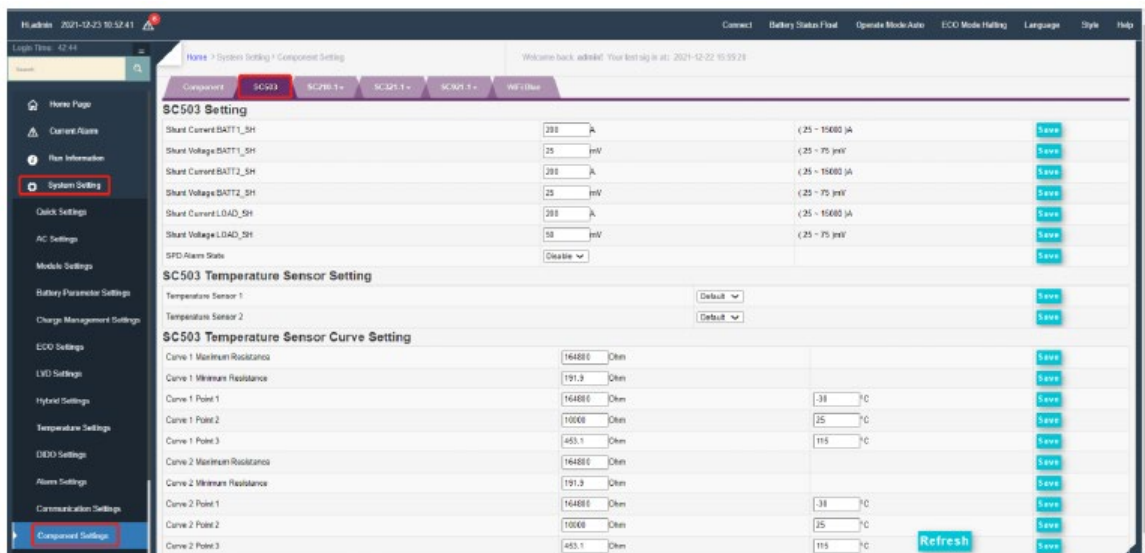 Hi,admin 2021-12-23 10:52:41 Connect Battery Status:Float Operate Mode:Auto ECO Mode:Halting Language Style Help
Login Time: 42:44
Search
Home > System Setting > Component Setting Welcome back, admin! Your last sig in at: 2021-12-22 15:59:20
Component SC503 WiFi/Blue
Home Page
Current Alarm
Run Information
System Setting
Quick Settings
AC Settings
Module Settings
Battery Parameter Settings
Charge Management Settings
ECO Settings
LVD Settings
Hybrid Settings
Temperature Settings
DIDO Settings
Alarm Settings
Communication Settings
Component Settings
SC503 Setting
Shunt Current:BATT1_SH 200 A ( 25 ~ 15000 )A Save
Shunt Voltage:BATT1_SH 25 mV ( 25 ~ 75 )mV Save
Shunt Current:BATT2_SH 200 A ( 25 ~ 15000 )A Save
Shunt Voltage:BATT2_SH 25 mV ( 25 ~ 75 )mV Save
Shunt Current:LOAD_SH 200 A ( 25 ~ 15000 )A Save
Shunt Voltage:LOAD_SH 50 mV ( 25 ~ 75 )mV Save
SPD Alarm State Disable Save
SC503 Temperature Sensor Setting
Temperature Sensor 1 Default Save
Temperature Sensor 2 Default Save
SC503 Temperature Sensor Curve Setting
Curve 1 Maximum Resistance 164800 Ohm Save
Curve 1 Minimum Resistance 191.9 Ohm Save
Curve 1 Point 1 164800 Ohm -30 °C Save
Curve 1 Point 2 10000 Ohm 25 °C Save
Curve 1 Point 3 453.1 Ohm 115 °C Save
Curve 2 Maximum Resistance 164800 Ohm Save
Curve 2 Minimum Resistance 191.9 Ohm Save
Curve 2 Point 1 164800 Ohm -30 °C Save
Curve 2 Point 2 10000 Ohm 25 °C Save
Curve 2 Point 3 453.1 Ohm 115 °C Save
Refresh